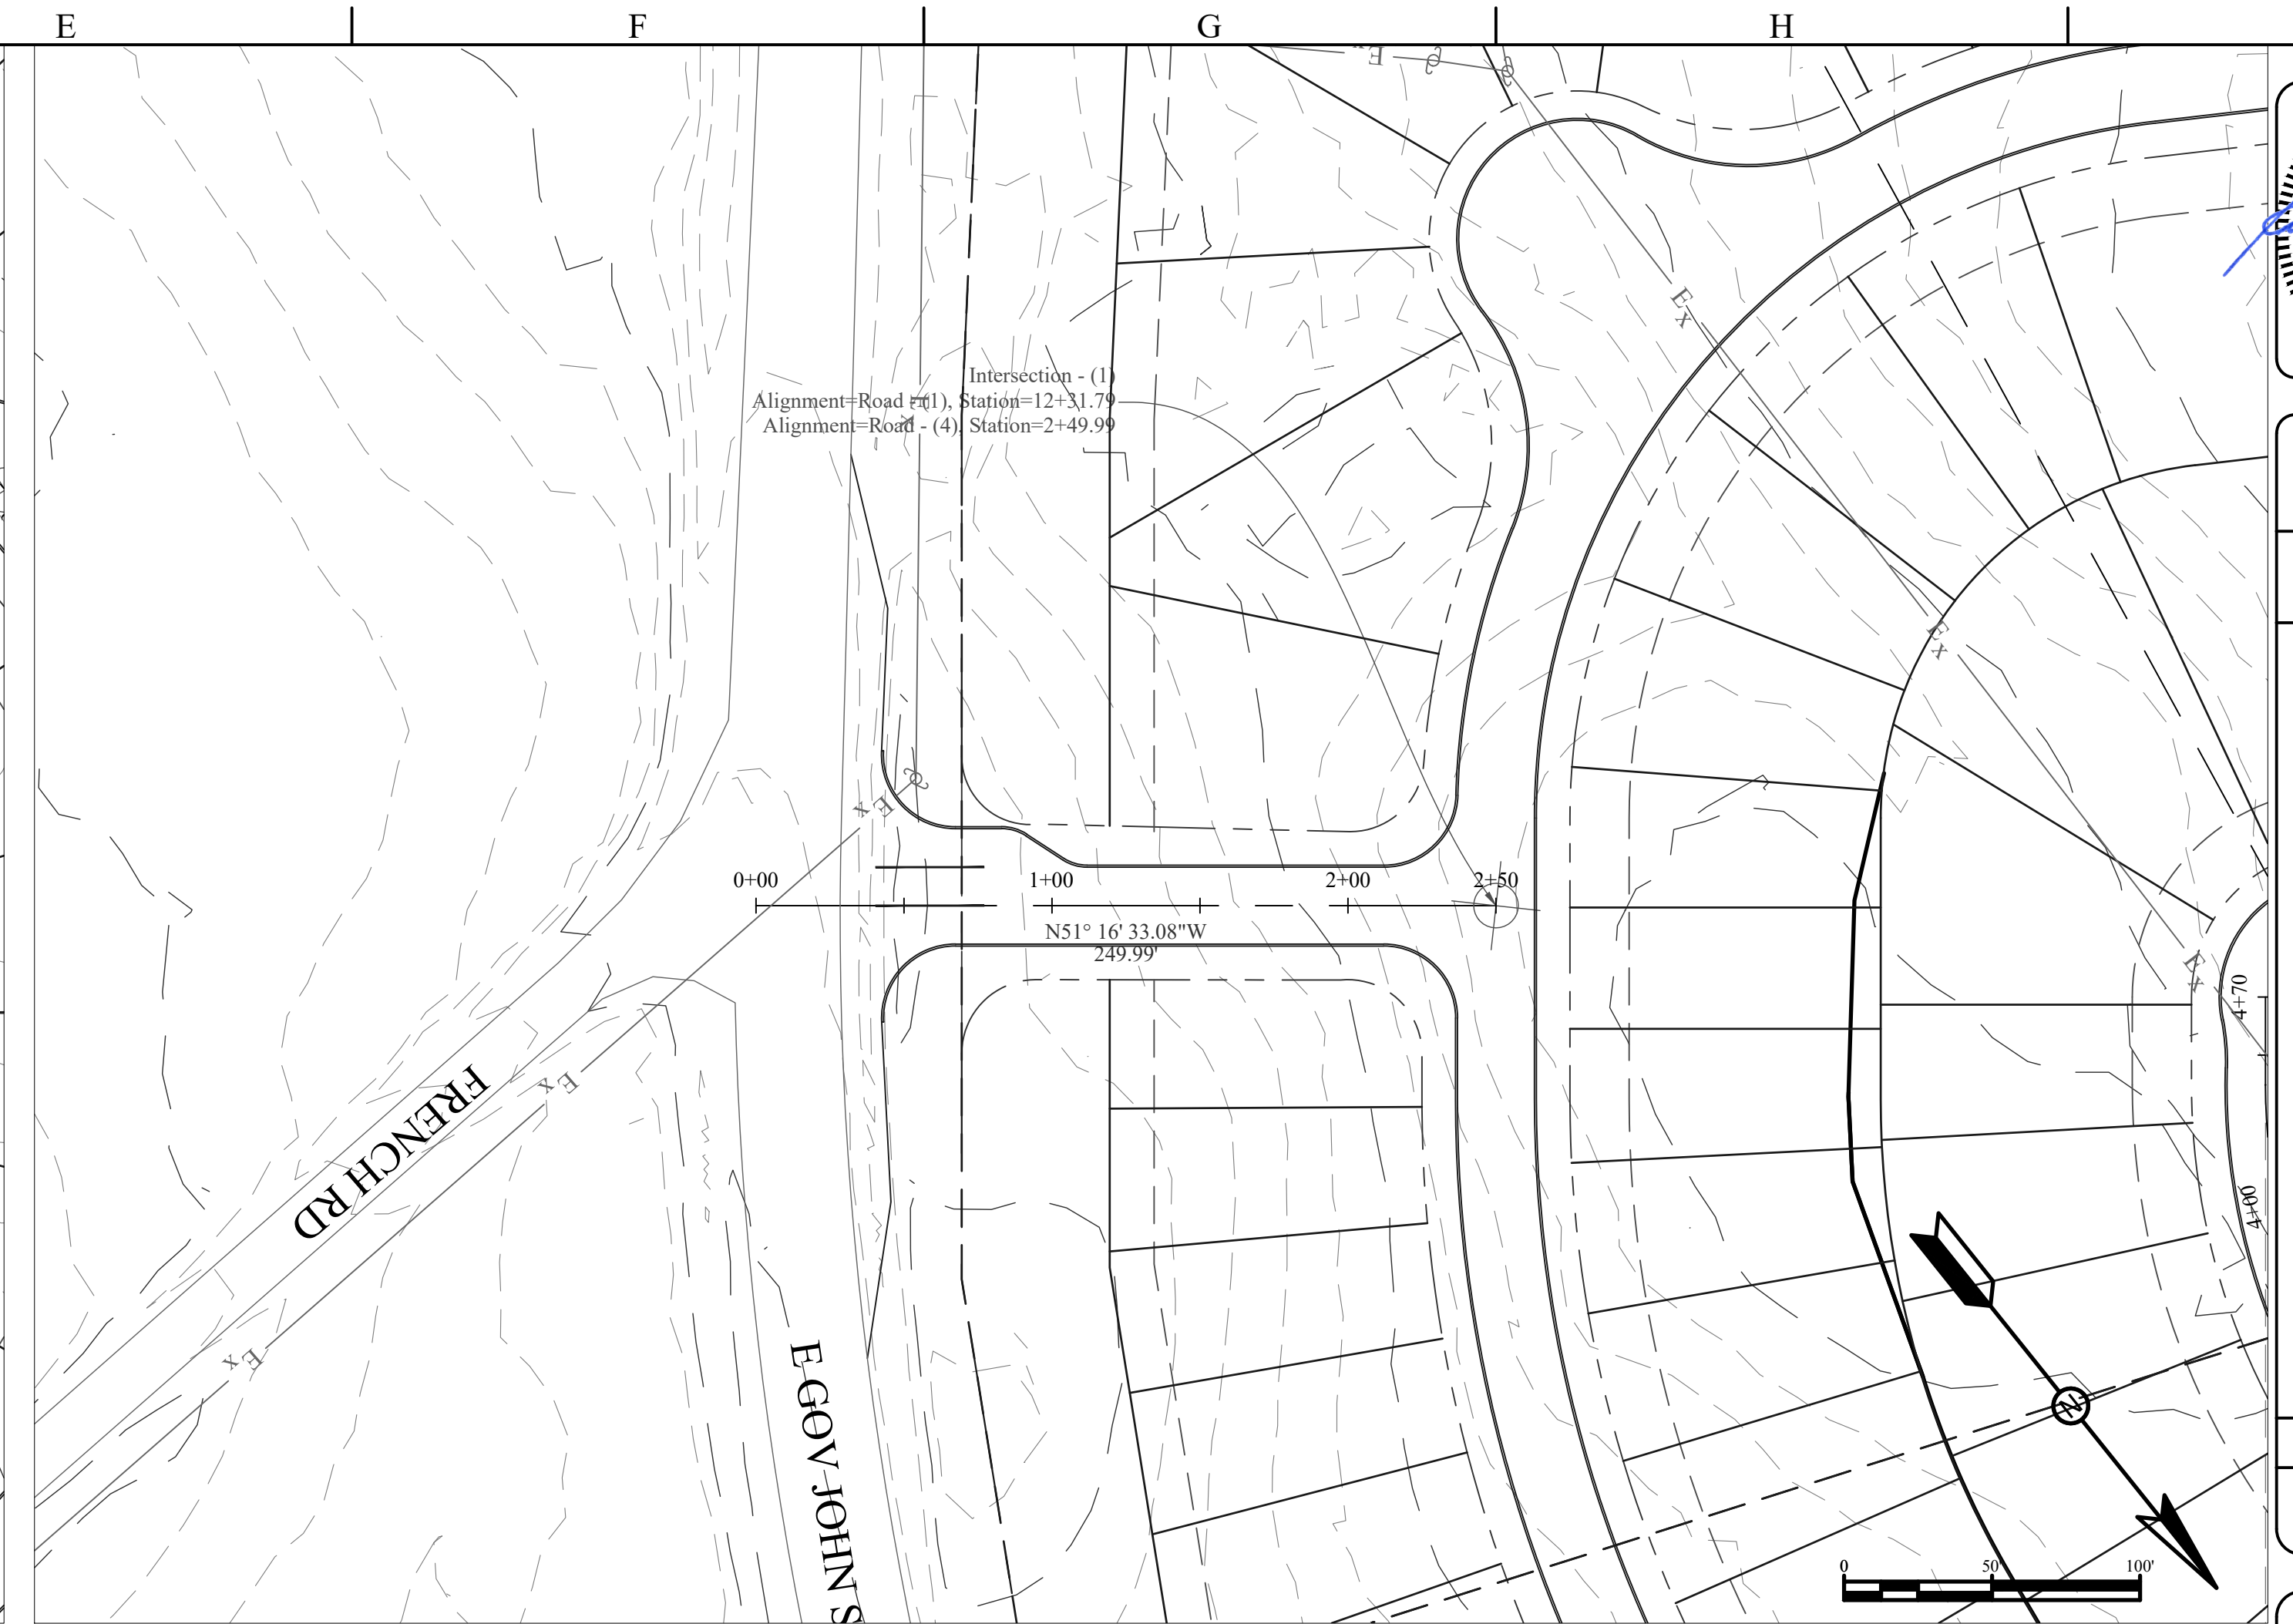 E
F
G
H
Ex
Ex
Intersection - (1)
Alignment=Road - (1), Station=12+31.79
Alignment=Road - (4), Station=2+49.99
Ex
Ex
Ex
0+00
1+00
2+00
2+50
N51° 16' 33.08"W
249.99'
Ex
4+70
FRENCH RD
Ex
4+00
Ex
E GOV JOHN S
N
0
50'
100'